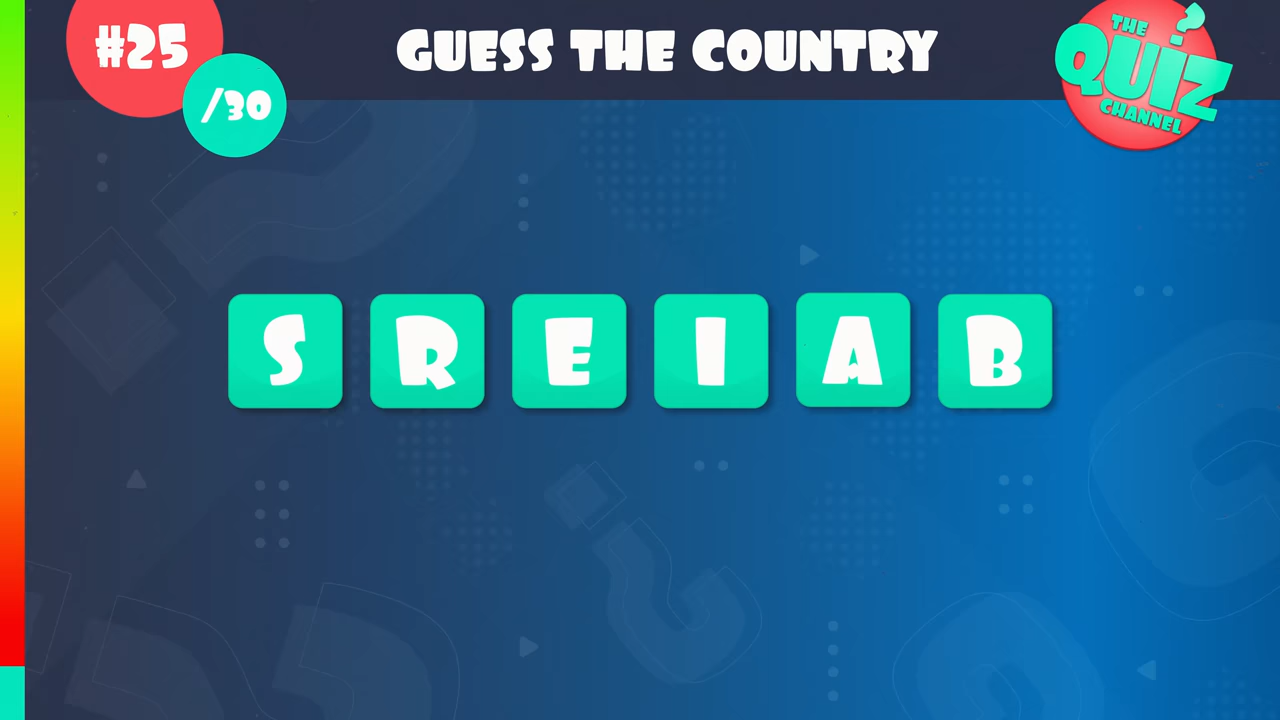 #25
/30
GUESS THE COUNTRY
THE
QUIZ
CHANNEL
S R E I A B